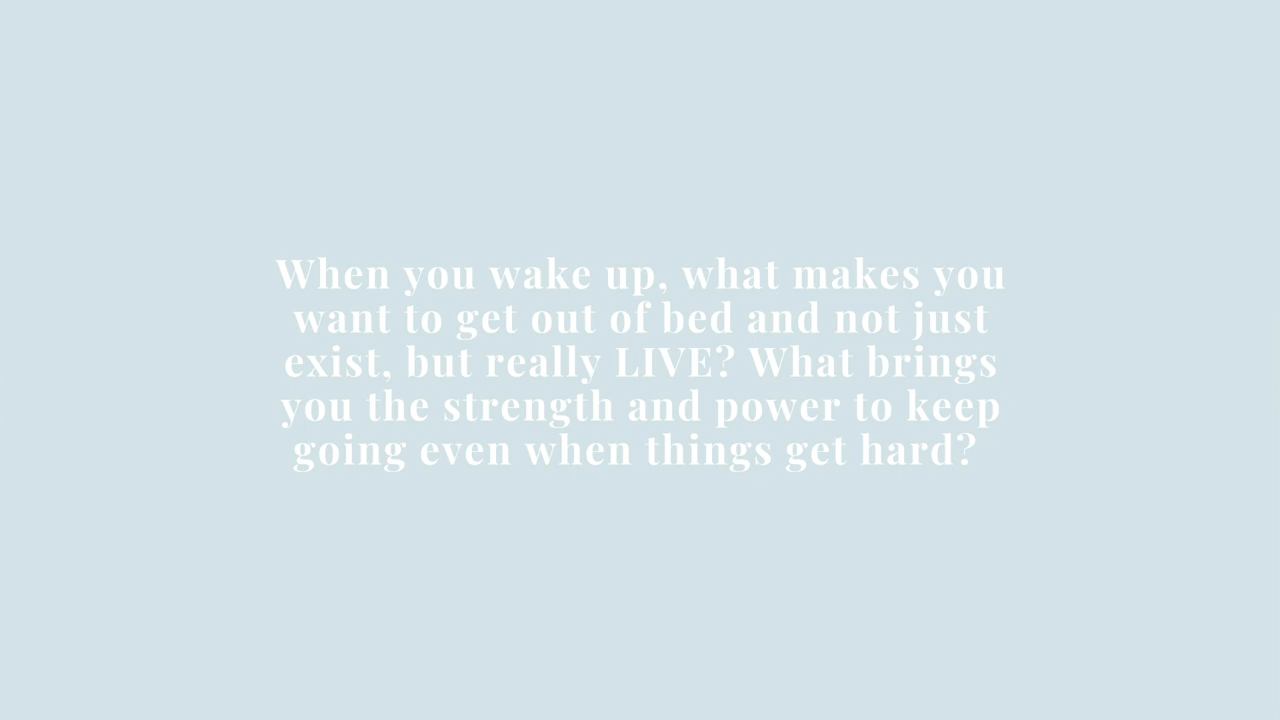 When you wake up, what makes you
want to get out of bed and not just
exist, but really LIVE? What brings
you the strength and power to keep
going even when things get hard?